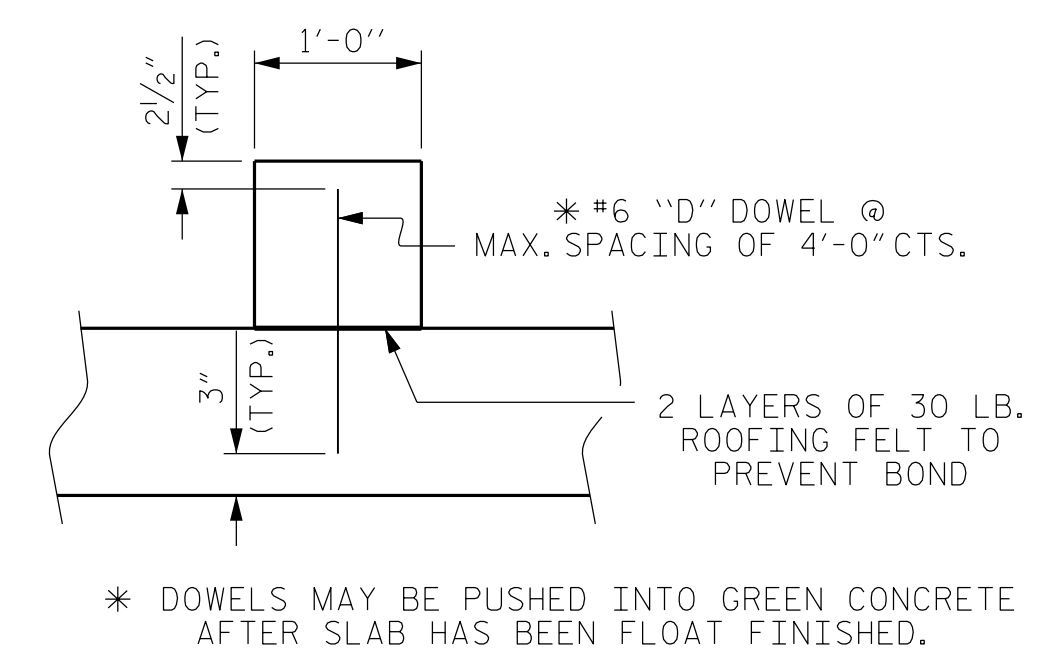 1'-0"
2½"
(TYP.)
* #6 "D" DOWEL @
MAX. SPACING OF 4'-0" CTS.
3"
(TYP.)
2 LAYERS OF 30 LB.
ROOFING FELT TO
PREVENT BOND
* DOWELS MAY BE PUSHED INTO GREEN CONCRETE
AFTER SLAB HAS BEEN FLOAT FINISHED.